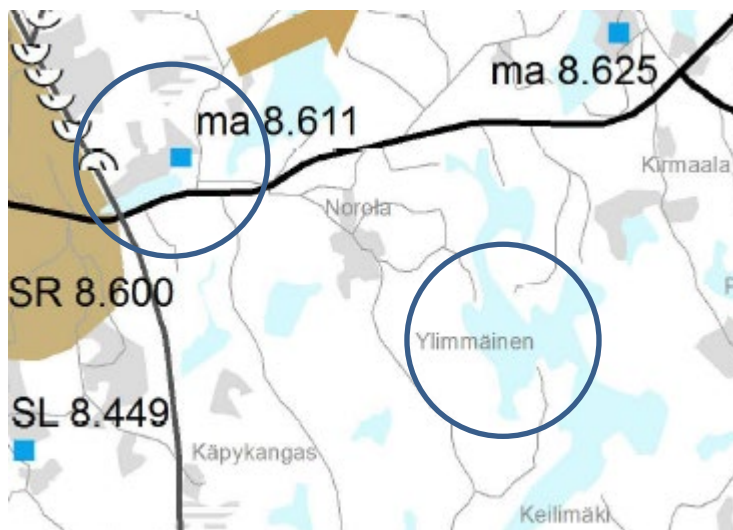 ma 8.625
ma 8.611
Kirmaala
Norola
SR 8.600
Ylimmäinen
SL 8.449
Käpykangas
Keilimäki